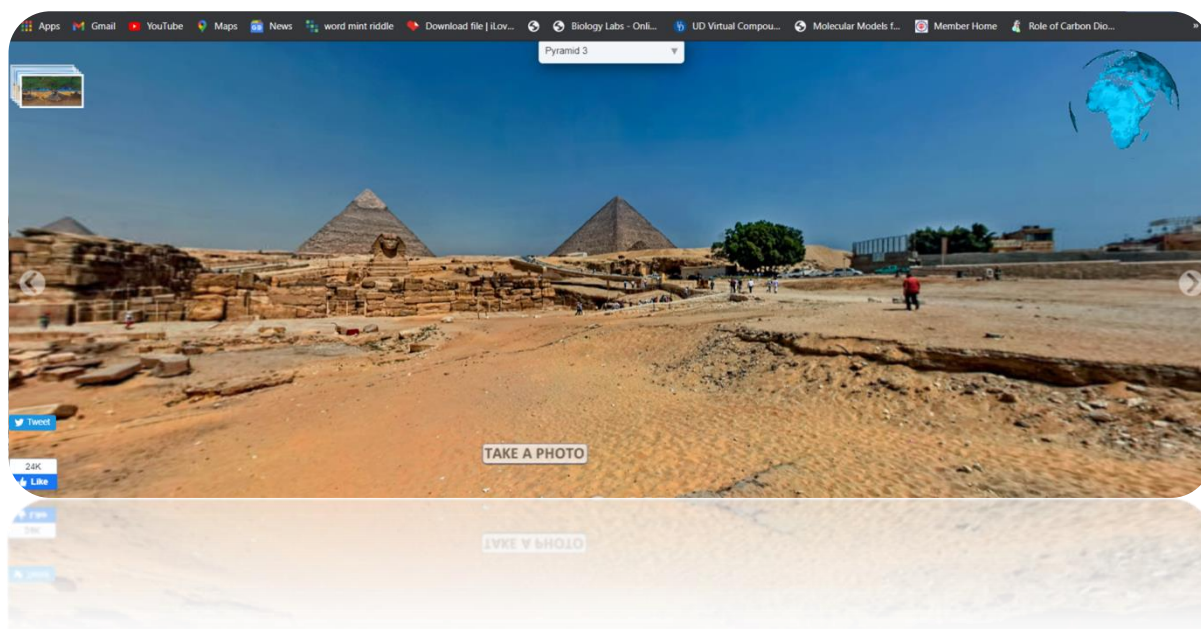 Apps Gmail YouTube Maps News word mint riddle Download file | iLov... Biology Labs - Onli... UD Virtual Compou... Molecular Models f... Member Home Role of Carbon Dio... »
Pyramid 3
Tweet
TAKE A PHOTO
24K
Like